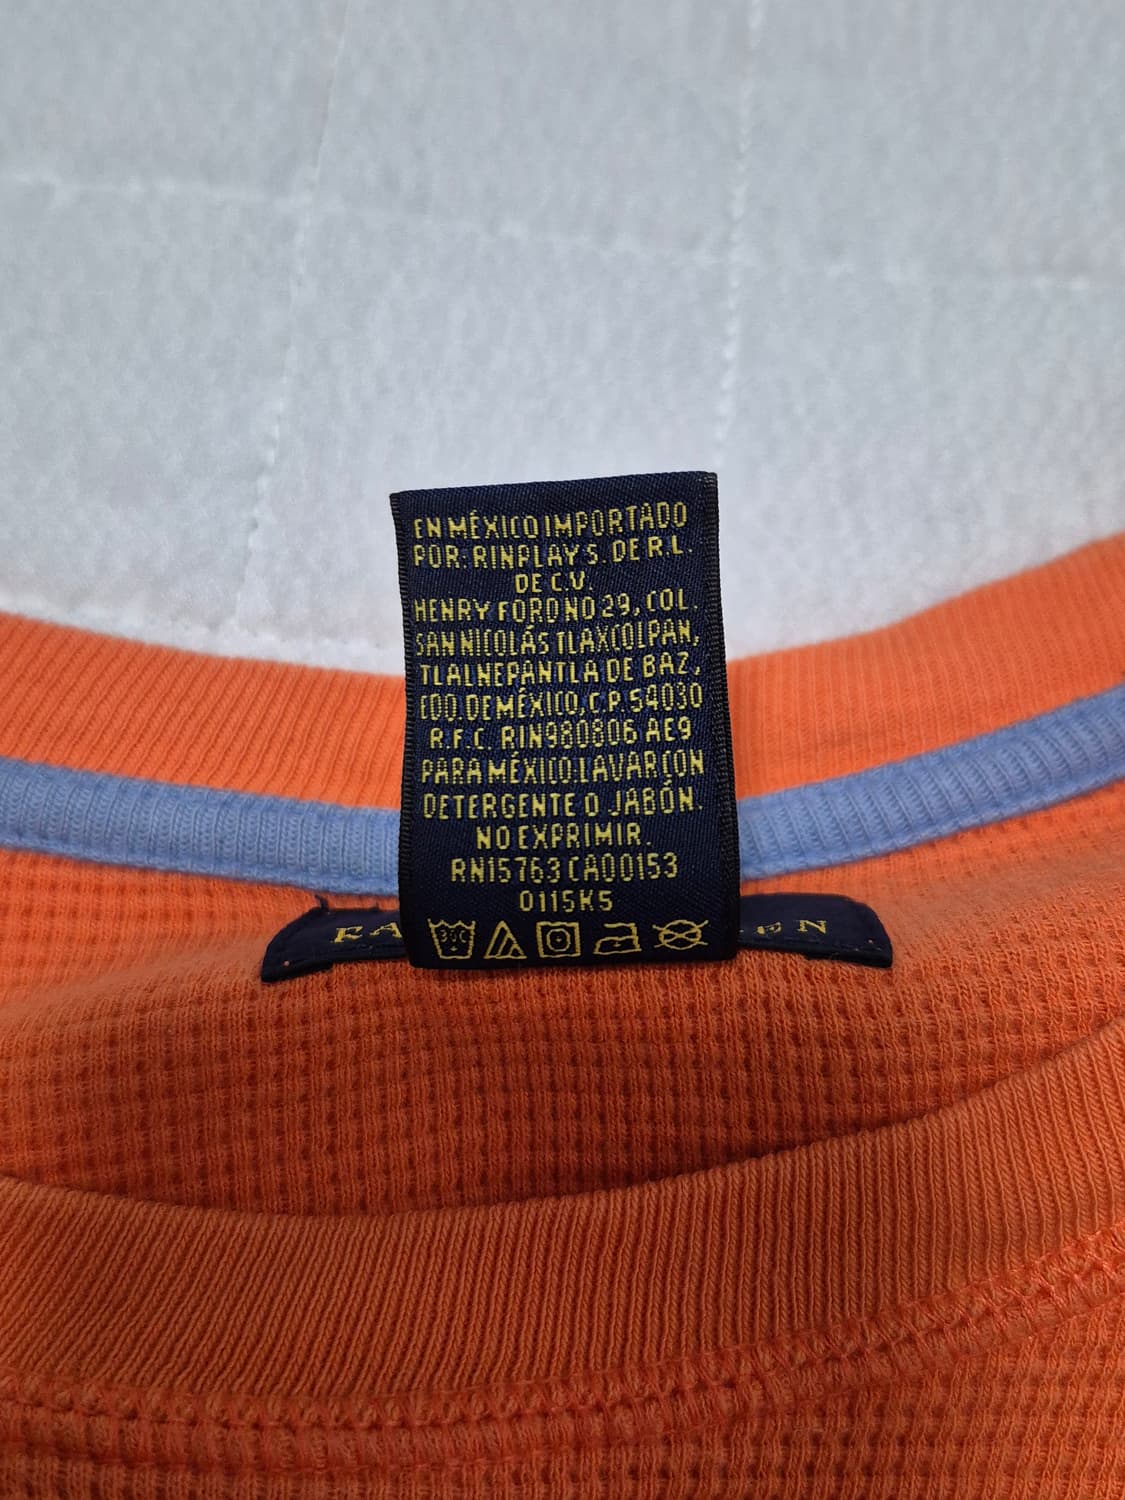 EN MÉXICO IMPORTADO
POR: RINPLAY S. DE R.L.
DE C.V.
HENRY FORD NO 29, COL.
SAN NICOLÁS TLAXCOLPAN,
TLALNEPANTLA DE BAZ,
EDO. DE MÉXICO, C.P. 54030
R.F.C. RIN980806 AE9
PARA MÉXICO: LAVAR CON
DETERGENTE O JABÓN.
NO EXPRIMIR.
RN15763 CA00153
0115K5
30°C